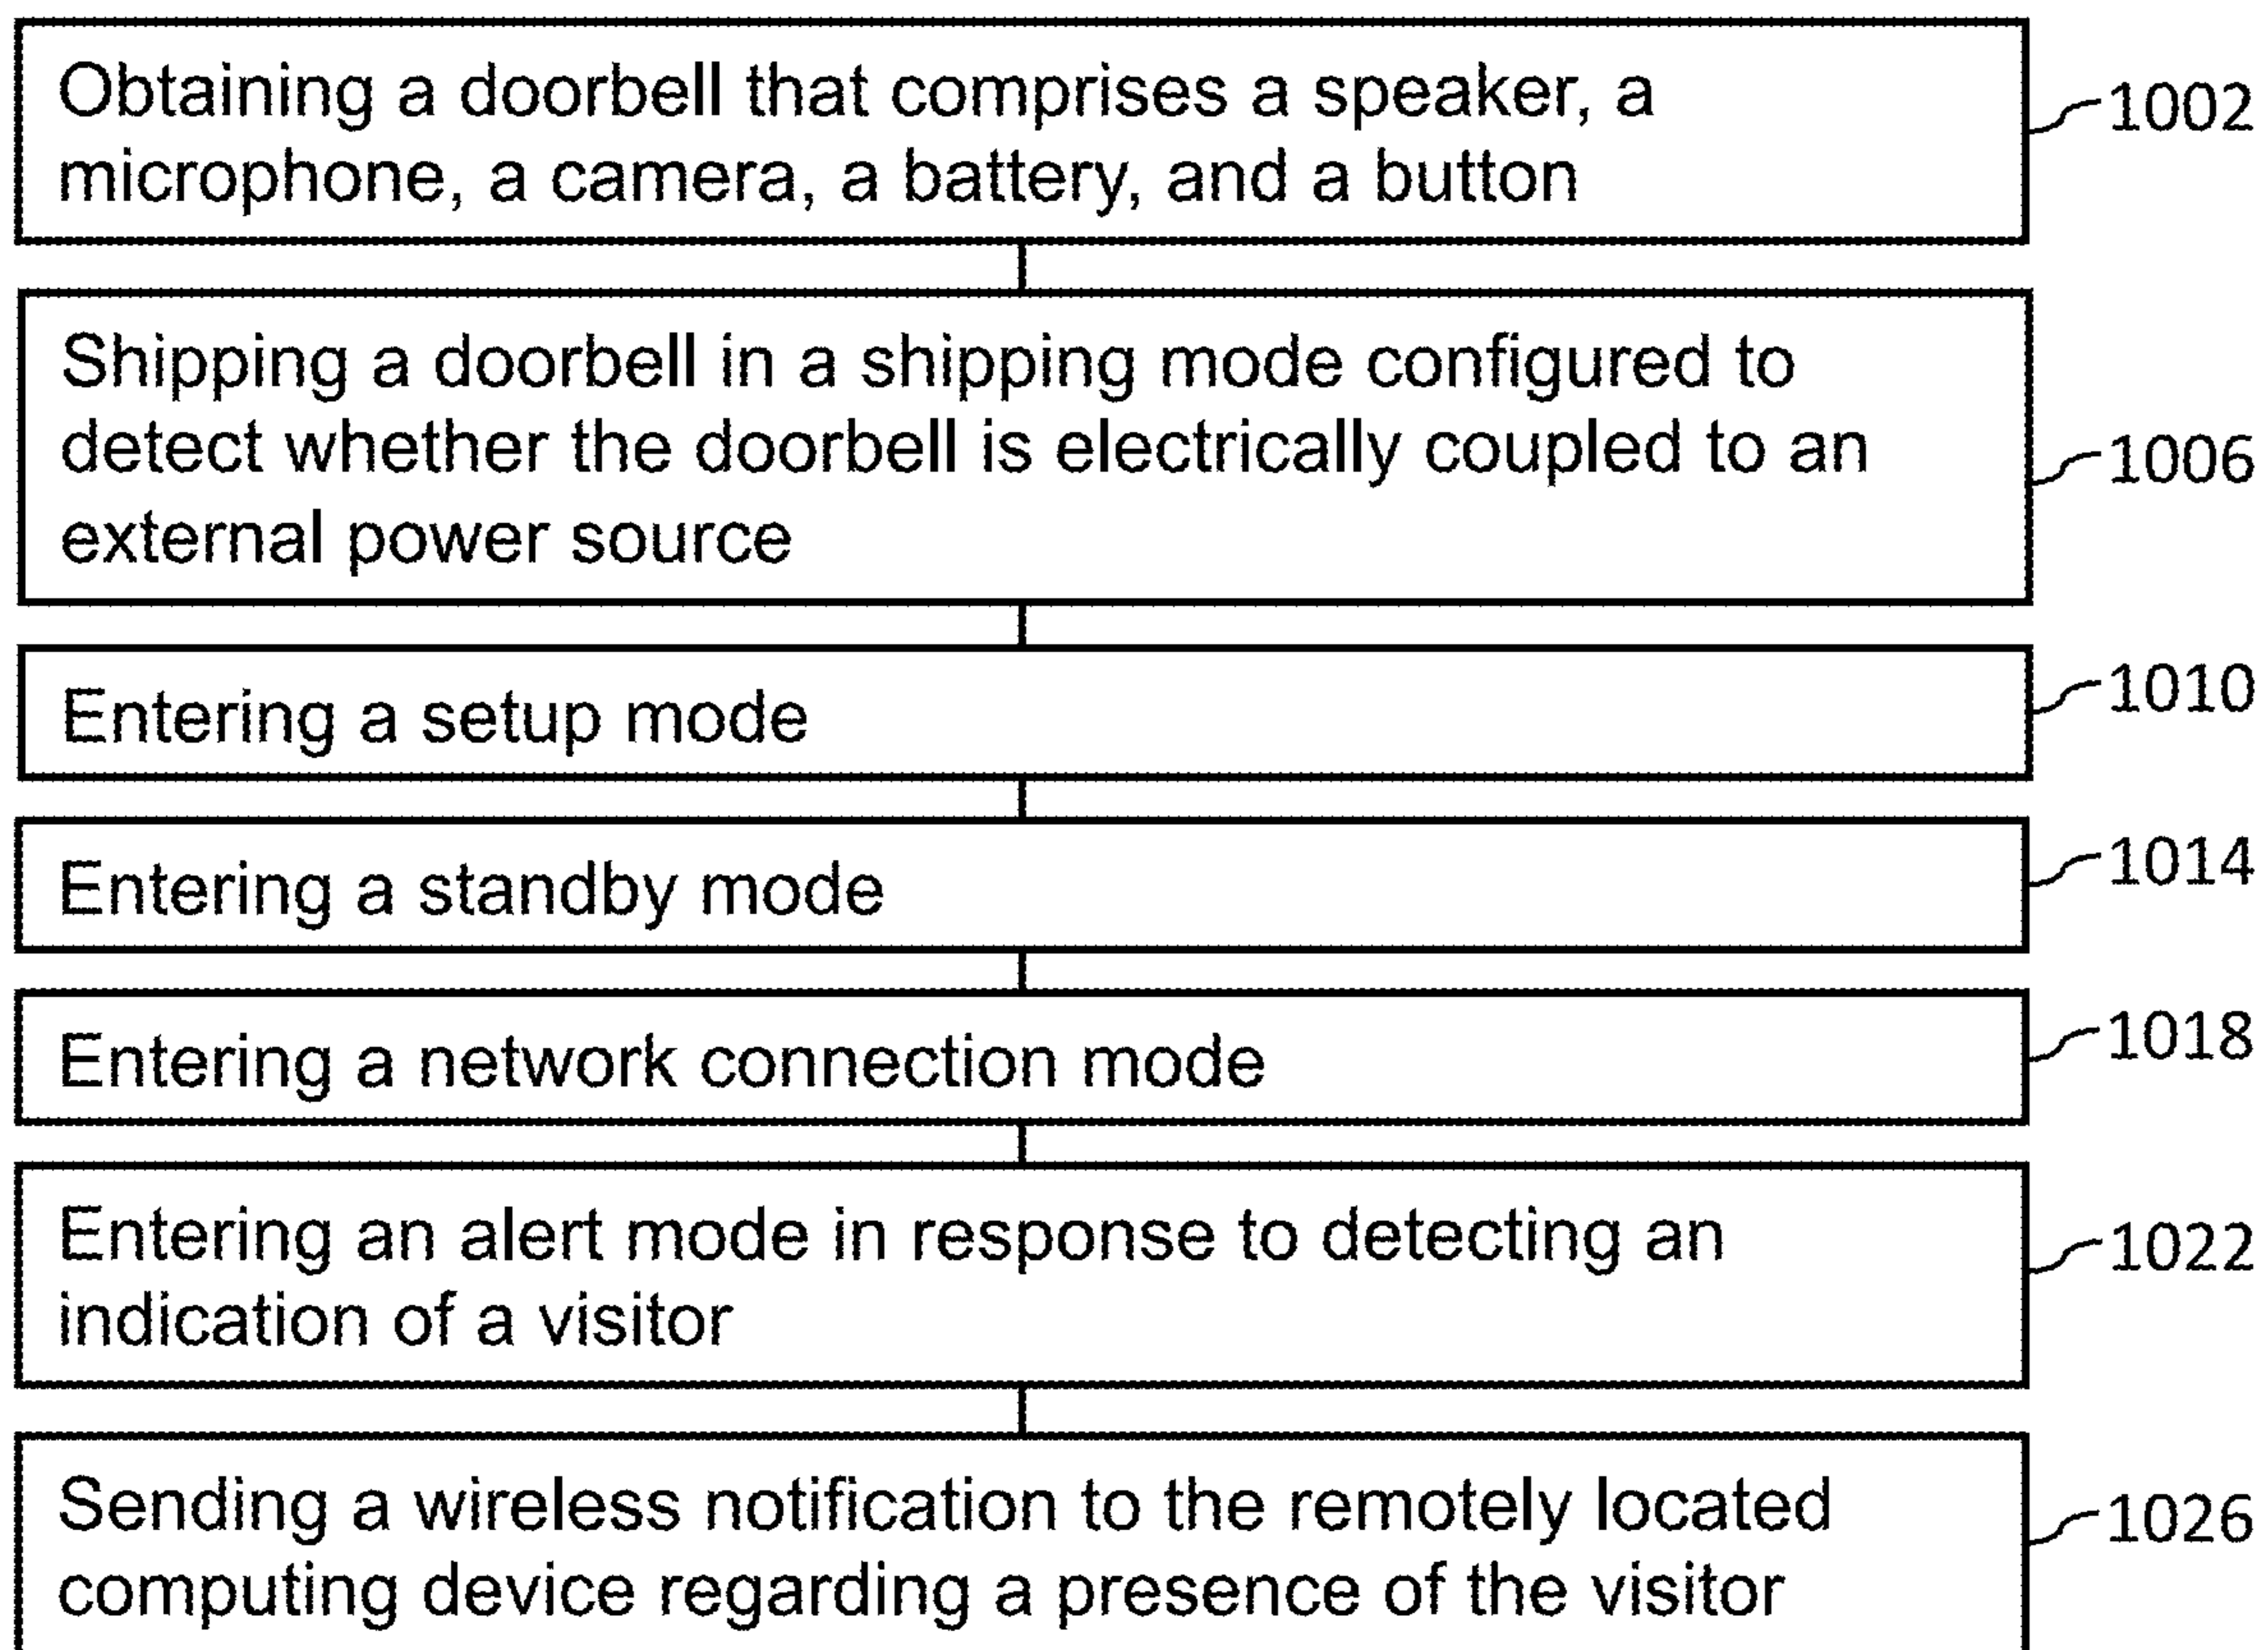 Obtaining a doorbell that comprises a speaker, a
microphone, a camera, a battery, and a button
1002
Shipping a doorbell in a shipping mode configured to
detect whether the doorbell is electrically coupled to an
external power source
1006
Entering a setup mode
1010
Entering a standby mode
1014
Entering a network connection mode
1018
Entering an alert mode in response to detecting an
indication of a visitor
1022
Sending a wireless notification to the remotely located
computing device regarding a presence of the visitor
1026